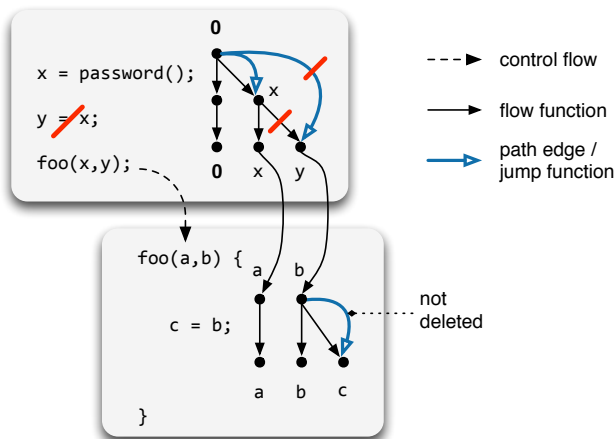 0
x = password();
x
y = x;
foo(x,y);
0 x y
control flow
flow function
path edge /
jump function
foo(a,b) {
a b
c = b;
not
deleted
a b c
}